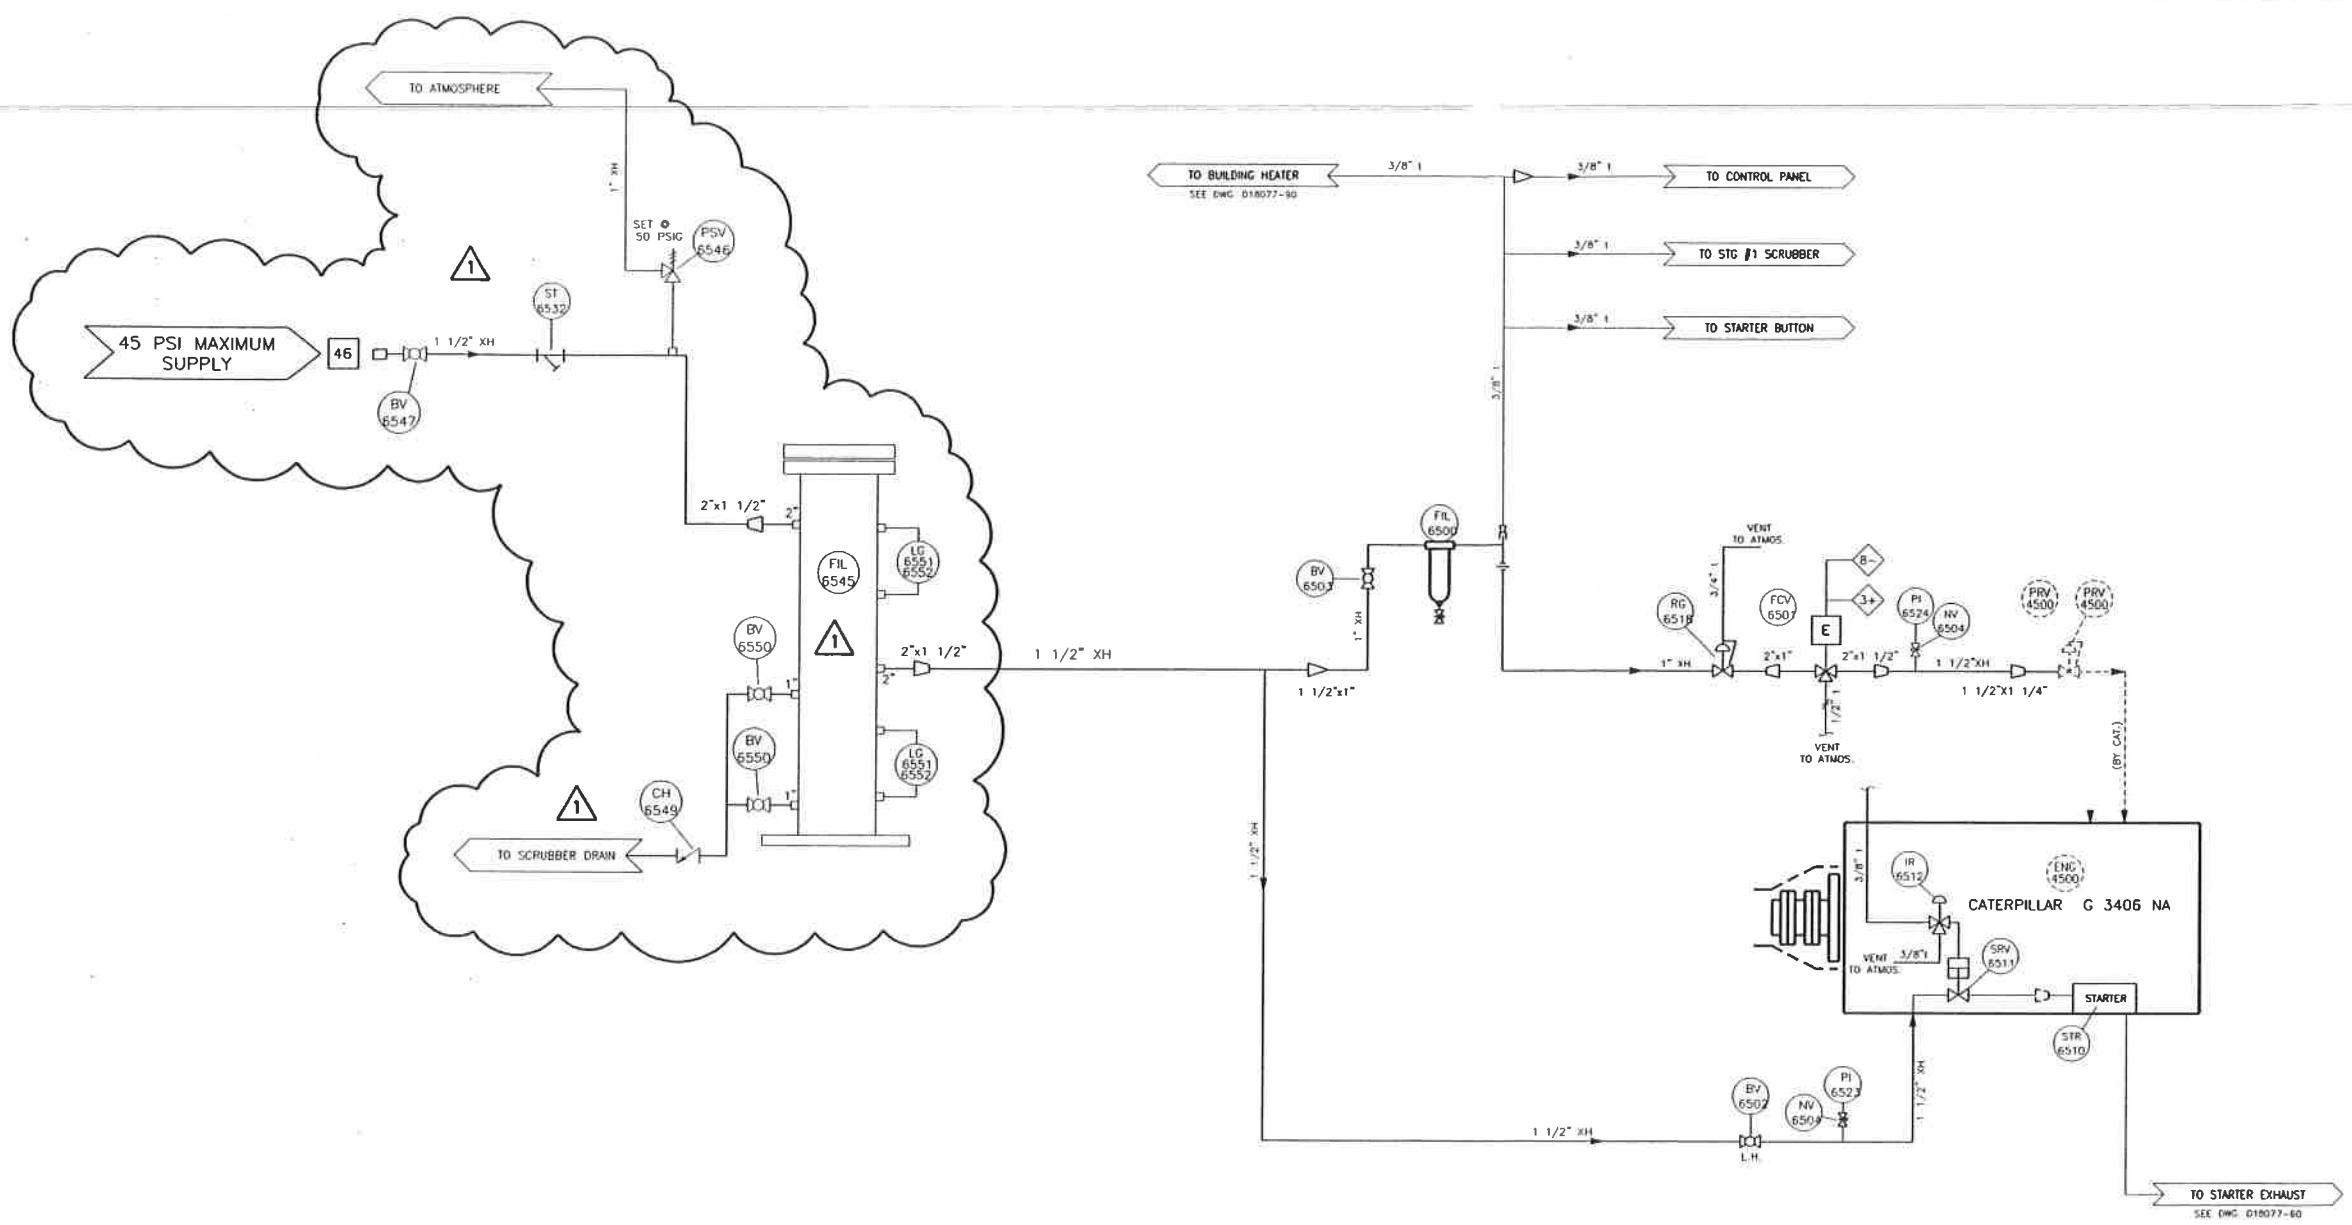 TO ATMOSPHERE
1" XH
SET @
50 PSIG
PSV
6546
1
ST
6532
45 PSI MAXIMUM
SUPPLY
46
1 1/2" XH
BV
6547
2"x1 1/2"
2"
FIL
6545
1
LG
6551
6552
BV
6550
1"
2"x1 1/2"
2"
1 1/2" XH
BV
6550
1"
LG
6551
6552
1
CH
6549
TO SCRUBBER DRAIN
TO BUILDING HEATER
SEE DWG D18077-90
3/8" t
3/8" t
TO CONTROL PANEL
3/8" t
TO STG #1 SCRUBBER
3/8" t
TO STARTER BUTTON
3/8" t
FIL
6500
BV
6503
1" XH
1 1/2"x1"
VENT
TO ATMOS.
3/4" t
RG
6518
1" XH
2"x1"
FCV
6501
8~
3+
E
2"x1 1/2"
PI
6524
NV
6504
1 1/2"XH
1 1/2"X1 1/4"
PRV
4500
PRV
4500
1/2" t
VENT
TO ATMOS.
(BY CAT.)
1 1/2" XH
3/8" t
IR
6512
ENG
4500
CATERPILLAR G 3406 NA
VENT
TO ATMOS.
3/8"t
SRV
6511
STARTER
STR
6510
1 1/2" XH
BV
6502
L.H.
NV
6504
PI
6523
1 1/2" XH
TO STARTER EXHAUST
SEE DWG D18077-60